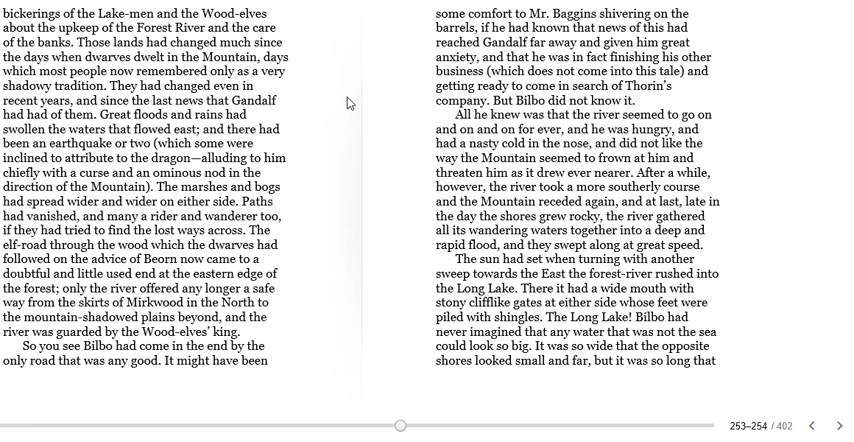 bickerings of the Lake-men and the Wood-elves
about the upkeep of the Forest River and the care
of the banks. Those lands had changed much since
the days when dwarves dwelt in the Mountain, days
which most people now remembered only as a very
shadowy tradition. They had changed even in
recent years, and since the last news that Gandalf
had had of them. Great floods and rains had
swollen the waters that flowed east; and there had
been an earthquake or two (which some were
inclined to attribute to the dragon—alluding to him
chiefly with a curse and an ominous nod in the
direction of the Mountain). The marshes and bogs
had spread wider and wider on either side. Paths
had vanished, and many a rider and wanderer too,
if they had tried to find the lost ways across. The
elf-road through the wood which the dwarves had
followed on the advice of Beorn now came to a
doubtful and little used end at the eastern edge of
the forest; only the river offered any longer a safe
way from the skirts of Mirkwood in the North to
the mountain-shadowed plains beyond, and the
river was guarded by the Wood-elves' king.
So you see Bilbo had come in the end by the
only road that was any good. It might have been
some comfort to Mr. Baggins shivering on the
barrels, if he had known that news of this had
reached Gandalf far away and given him great
anxiety, and that he was in fact finishing his other
business (which does not come into this tale) and
getting ready to come in search of Thorin's
company. But Bilbo did not know it.
All he knew was that the river seemed to go on
and on and on for ever, and he was hungry, and
had a nasty cold in the nose, and did not like the
way the Mountain seemed to frown at him and
threaten him as it drew ever nearer. After a while,
however, the river took a more southerly course
and the Mountain receded again, and at last, late in
the day the shores grew rocky, the river gathered
all its wandering waters together into a deep and
rapid flood, and they swept along at great speed.
The sun had set when turning with another
sweep towards the East the forest-river rushed into
the Long Lake. There it had a wide mouth with
stony clifflike gates at either side whose feet were
piled with shingles. The Long Lake! Bilbo had
never imagined that any water that was not the sea
could look so big. It was so wide that the opposite
shores looked small and far, but it was so long that
253–254 / 402